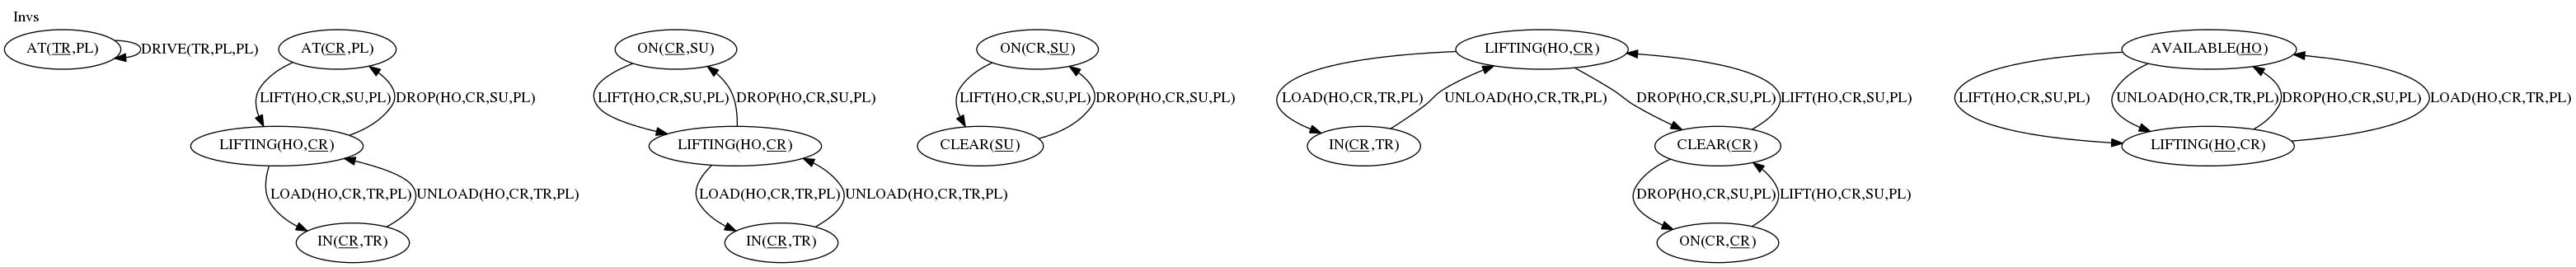 Invs
AT(TR,PL)
DRIVE(TR,PL,PL)
AT(CR,PL)
LIFT(HO,CR,SU,PL)
DROP(HO,CR,SU,PL)
LIFTING(HO,CR)
LOAD(HO,CR,TR,PL)
UNLOAD(HO,CR,TR,PL)
IN(CR,TR)
ON(CR,SU)
LIFT(HO,CR,SU,PL)
DROP(HO,CR,SU,PL)
LIFTING(HO,CR)
LOAD(HO,CR,TR,PL)
UNLOAD(HO,CR,TR,PL)
IN(CR,TR)
ON(CR,SU)
LIFT(HO,CR,SU,PL)
DROP(HO,CR,SU,PL)
CLEAR(SU)
LIFTING(HO,CR)
LOAD(HO,CR,TR,PL)
UNLOAD(HO,CR,TR,PL)
DROP(HO,CR,SU,PL)
LIFT(HO,CR,SU,PL)
IN(CR,TR)
CLEAR(CR)
DROP(HO,CR,SU,PL)
LIFT(HO,CR,SU,PL)
ON(CR,CR)
AVAILABLE(HO)
LIFT(HO,CR,SU,PL)
UNLOAD(HO,CR,TR,PL)
DROP(HO,CR,SU,PL)
LOAD(HO,CR,TR,PL)
LIFTING(HO,CR)